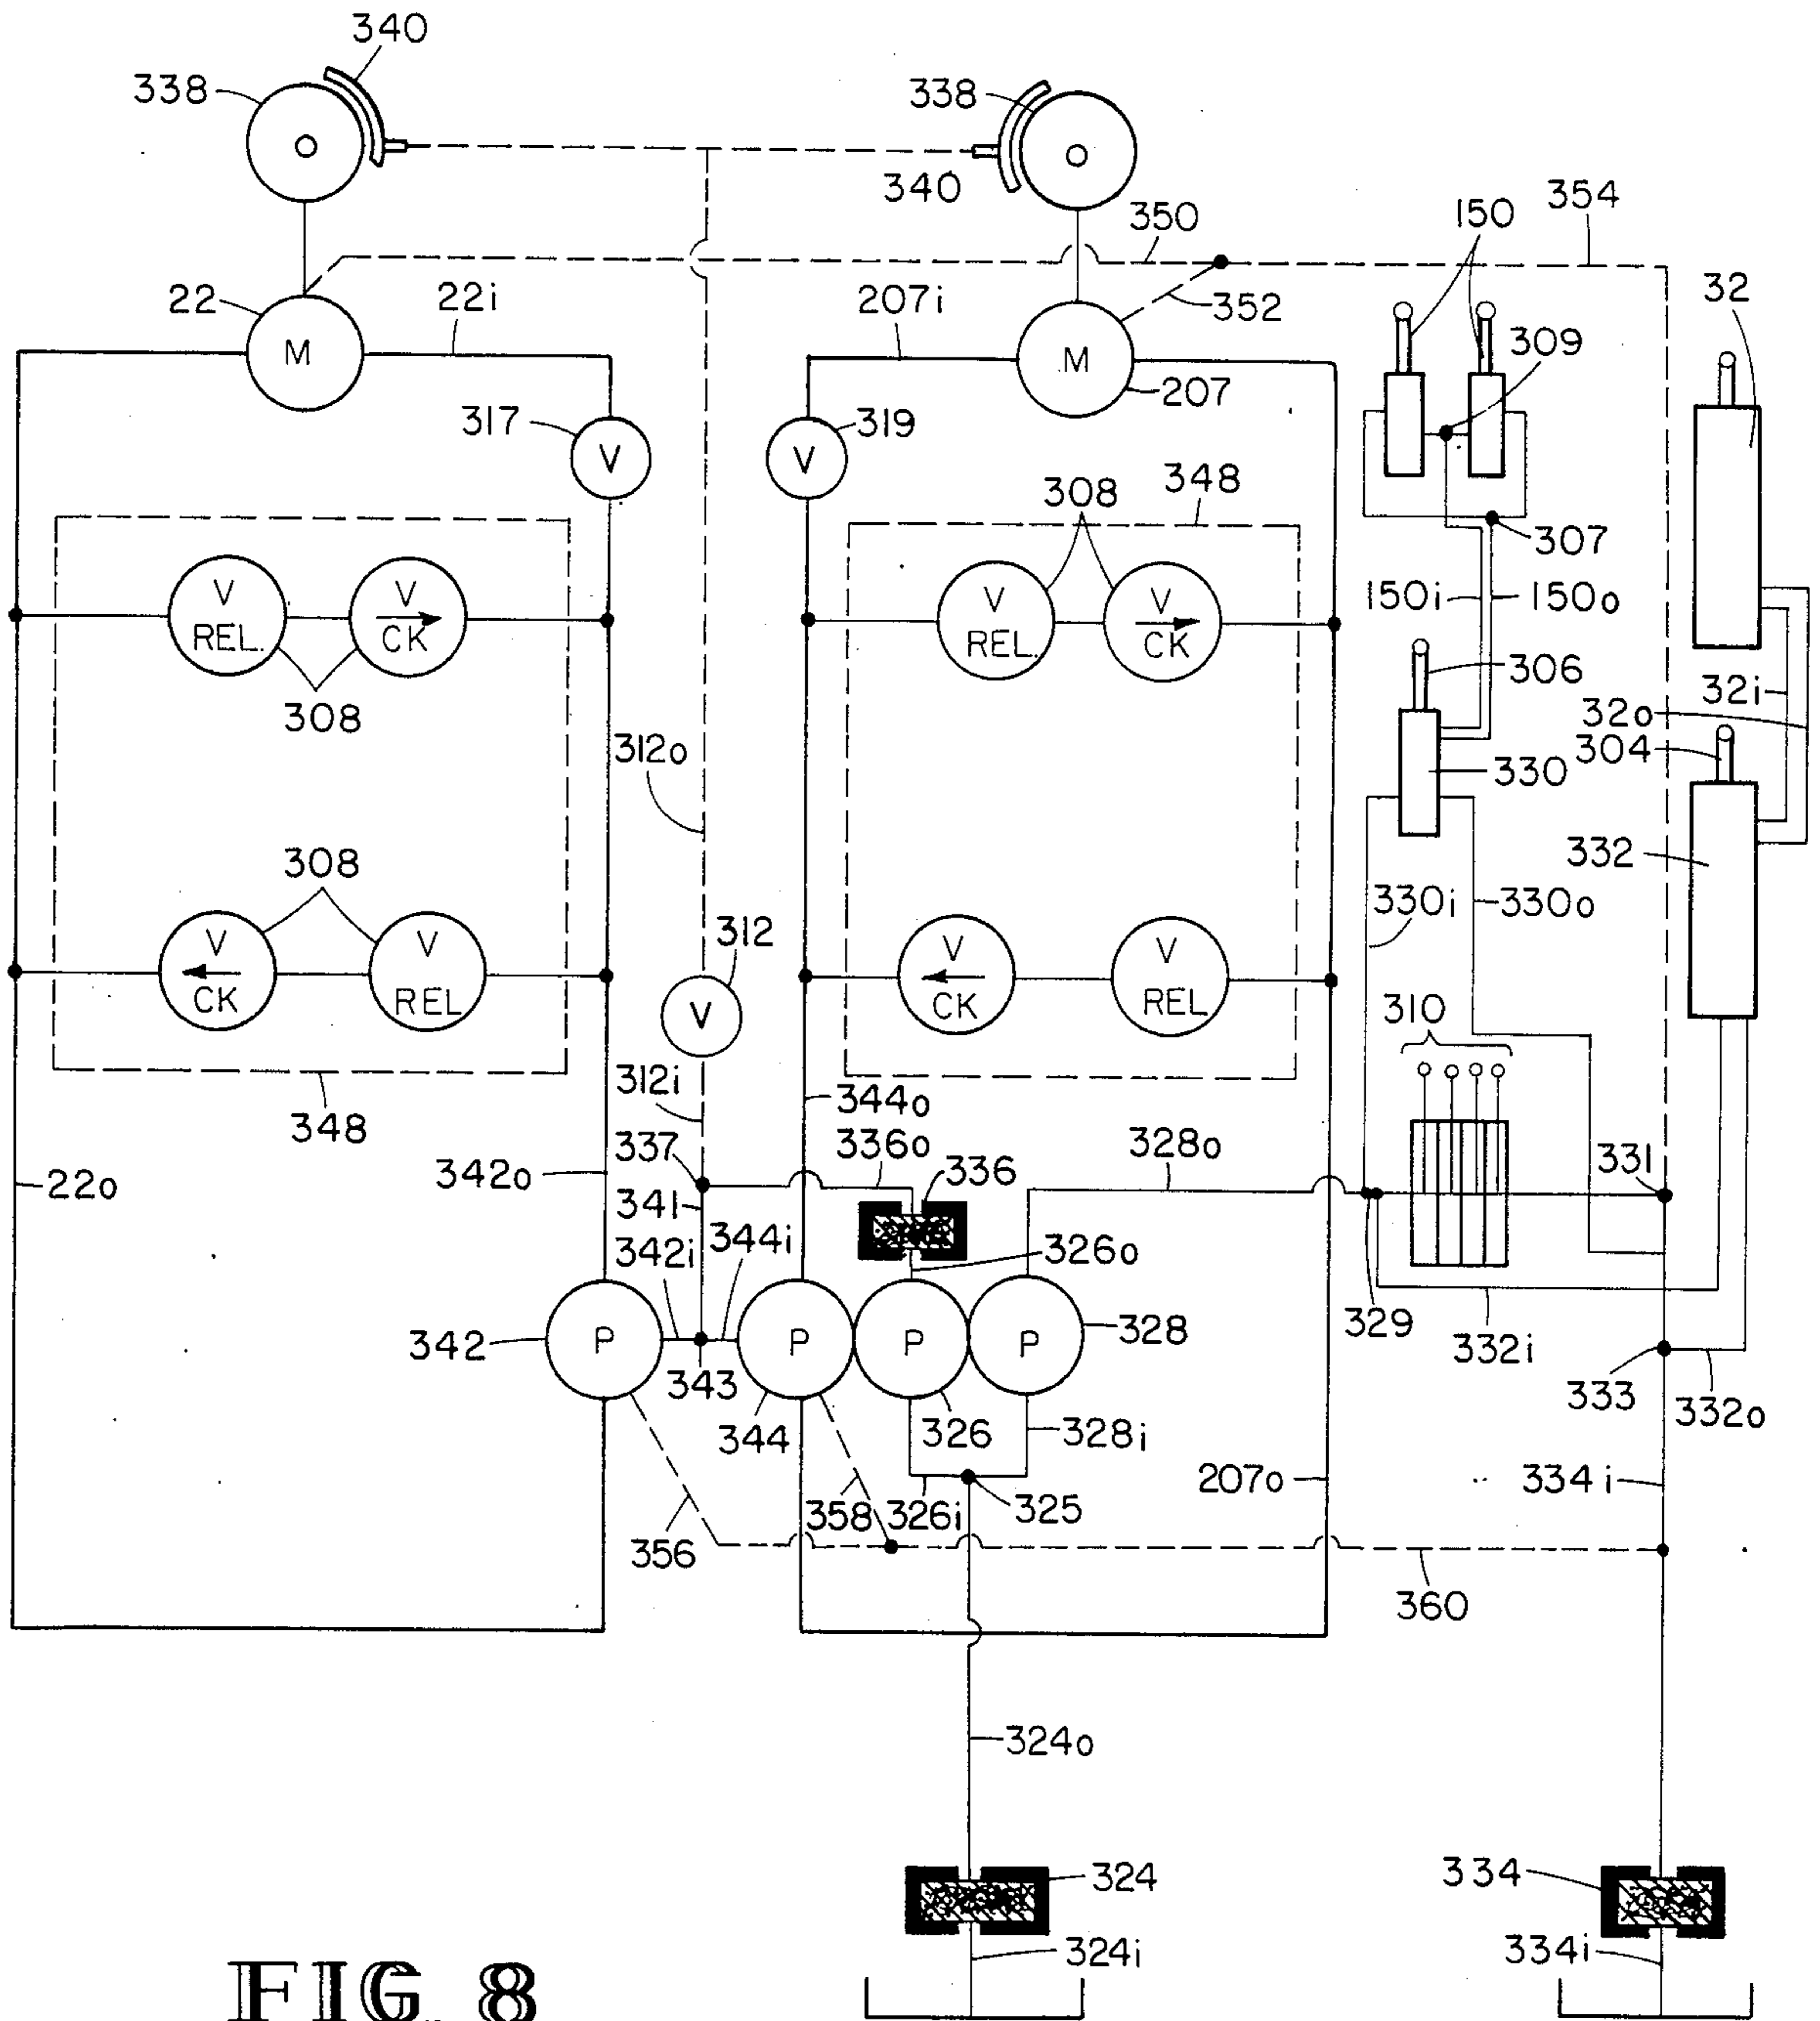 340
338
338
340
350
150
354
22
22i
207i
352
32
M
M
309
207
317
319
V
V
348
308
307
V
REL.
V
CK
V
REL.
V
CK
150i
150o
308
306
32i
32o
312o
304
330
332
308
330i
330o
V
CK
V
REL
312
V
V
CK
V
REL
310
312i
344o
348
337
336o
328o
331
22o
342o
336
341
342i
344i
326o
342
P
P
P
P
328
329
332i
343
333
332o
344
326
328i
207o
334i
358
326i
325
356
360
324o
324
334
324i
334i
FIG. 8